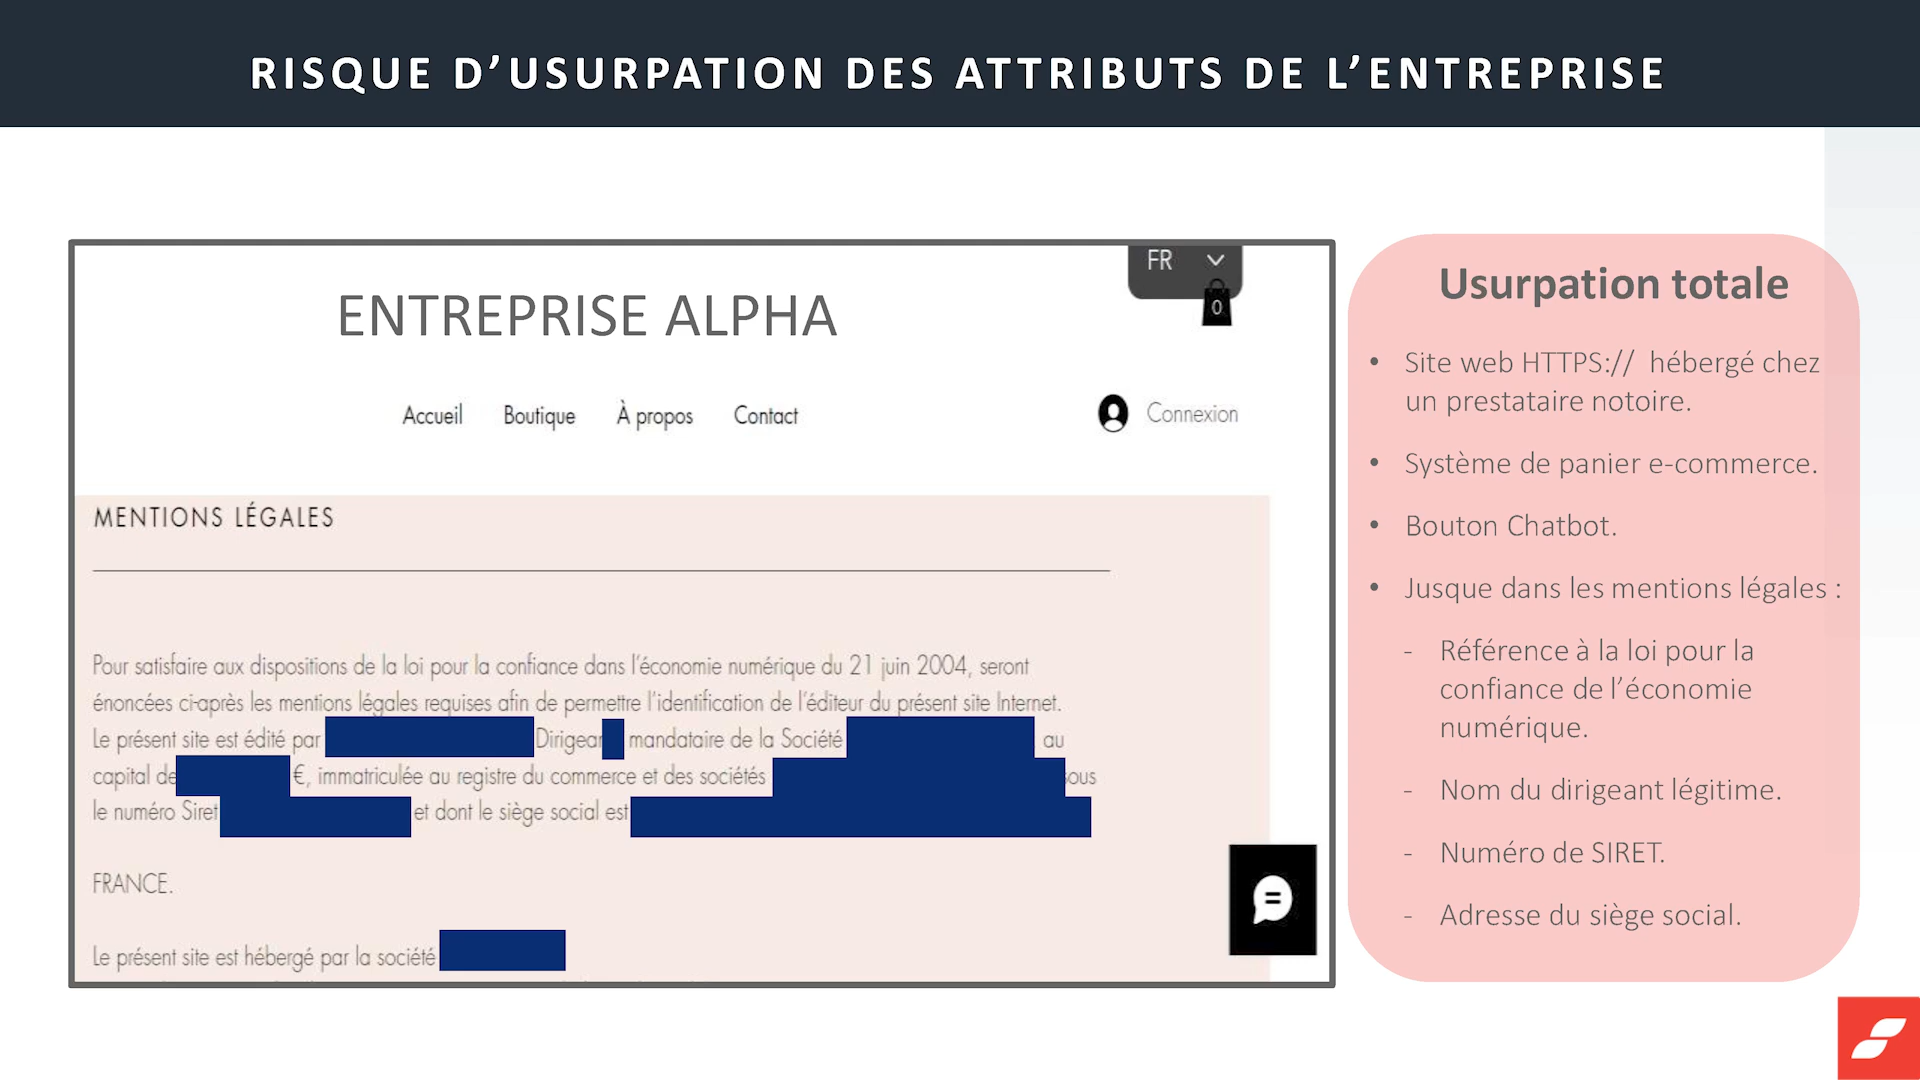 RISQUE D’USURPATION DES ATTRIBUTS DE L’ENTREPRISE
FR
0
ENTREPRISE ALPHA
Accueil Boutique À propos Contact
Connexion
MENTIONS LÉGALES
Pour satisfaire aux dispositions de la loi pour la confiance dans l’économie numérique du 21 juin 2004, seront
énoncées ci-après les mentions légales requises afin de permettre l’identification de l’éditeur du présent site Internet.
Le présent site est édité par Dirigean mandataire de la Société au
capital de €, immatriculée au registre du commerce et des sociétés sous
le numéro Siret et dont le siège social est
FRANCE.
Le présent site est hébergé par la société
Usurpation totale
• Site web HTTPS:// hébergé chez
un prestataire notoire.
• Système de panier e-commerce.
• Bouton Chatbot.
• Jusque dans les mentions légales :
- Référence à la loi pour la
confiance de l’économie
numérique.
- Nom du dirigeant légitime.
- Numéro de SIRET.
- Adresse du siège social.